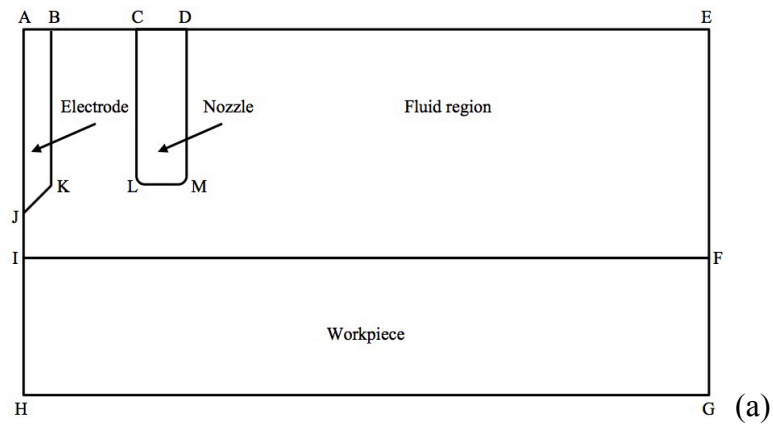 A B C D E
Electrode Nozzle Fluid region
L M
K
J
I F
Workpiece
H G (a)